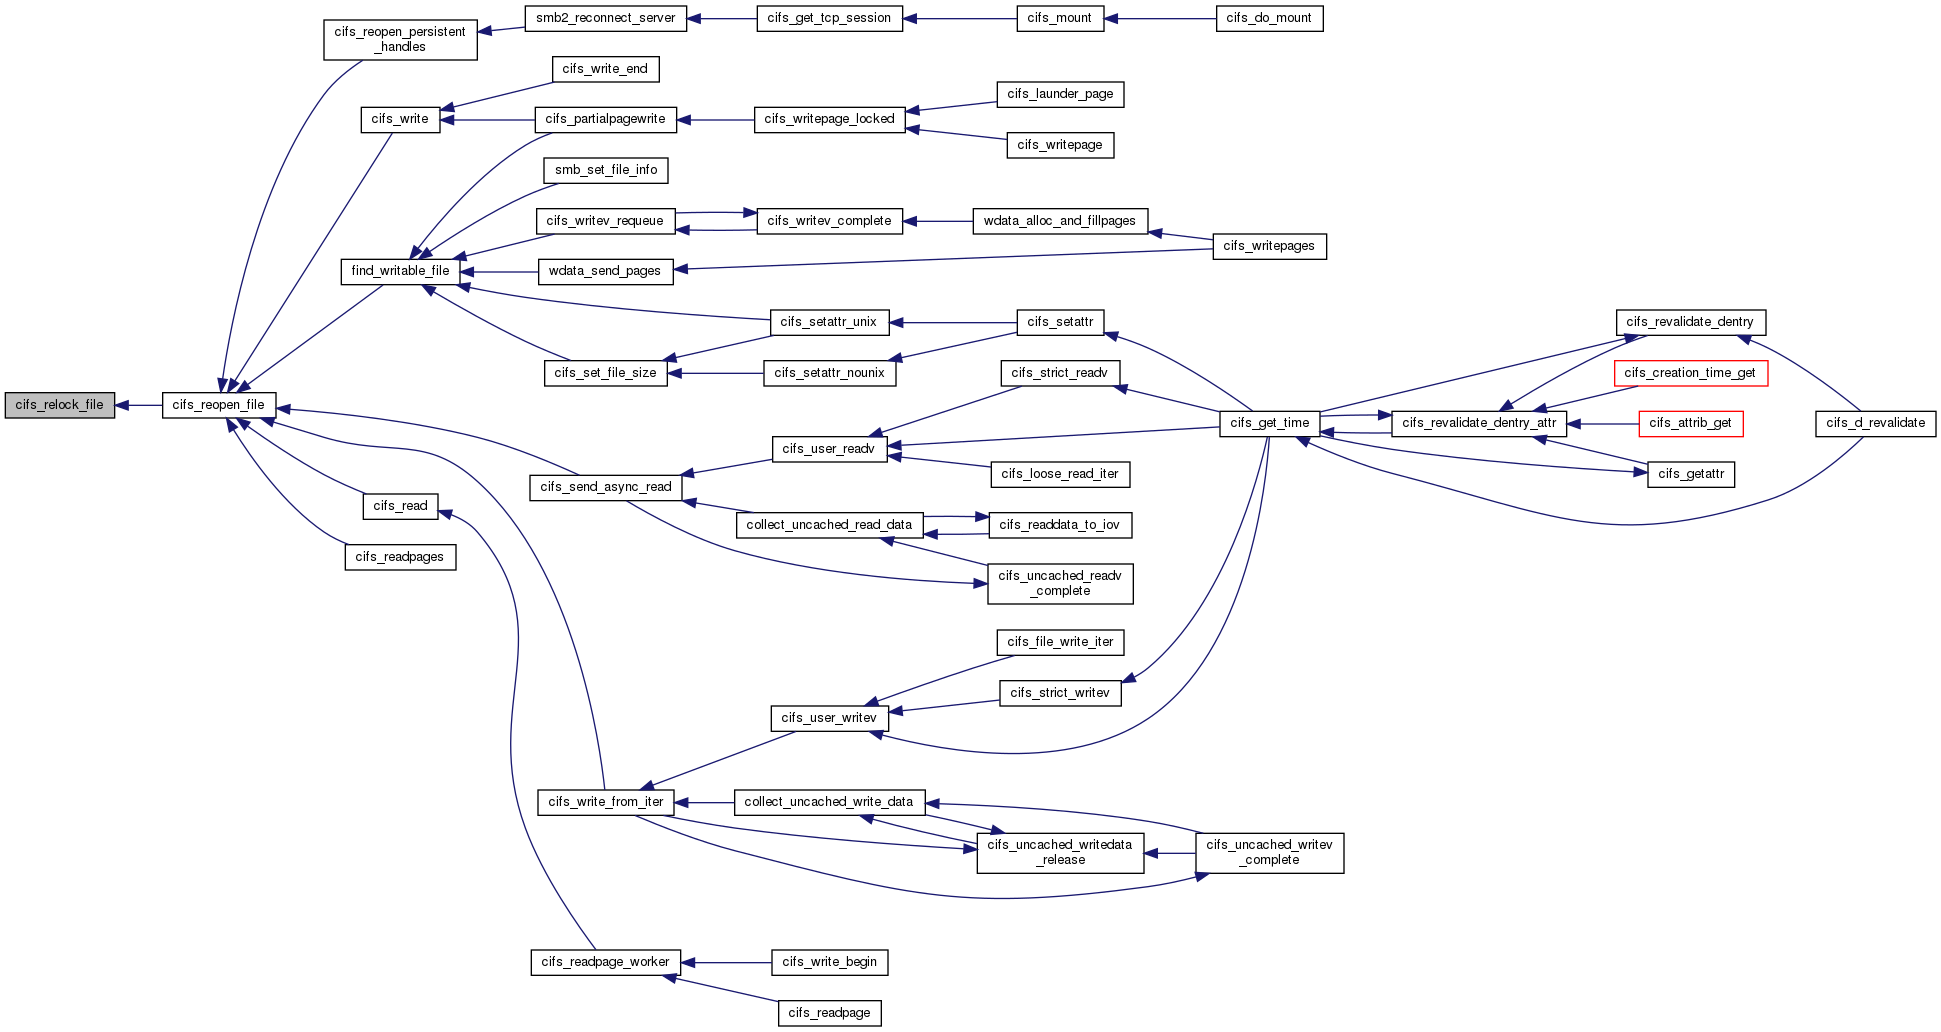 smb2_reconnect_server
cifs_get_tcp_session
cifs_mount
cifs_do_mount
cifs_reopen_persistent
_handles
cifs_write_end
cifs_launder_page
cifs_write
cifs_partialpagewrite
cifs_writepage_locked
cifs_writepage
smb_set_file_info
cifs_writev_requeue
cifs_writev_complete
wdata_alloc_and_fillpages
cifs_writepages
find_writable_file
wdata_send_pages
cifs_setattr_unix
cifs_setattr
cifs_revalidate_dentry
cifs_set_file_size
cifs_setattr_nounix
cifs_strict_readv
cifs_creation_time_get
cifs_relock_file
cifs_reopen_file
cifs_get_time
cifs_revalidate_dentry_attr
cifs_attrib_get
cifs_d_revalidate
cifs_user_readv
cifs_loose_read_iter
cifs_getattr
cifs_send_async_read
cifs_read
collect_uncached_read_data
cifs_readdata_to_iov
cifs_readpages
cifs_uncached_readv
_complete
cifs_file_write_iter
cifs_strict_writev
cifs_user_writev
cifs_write_from_iter
collect_uncached_write_data
cifs_uncached_writedata
_release
cifs_uncached_writev
_complete
cifs_readpage_worker
cifs_write_begin
cifs_readpage